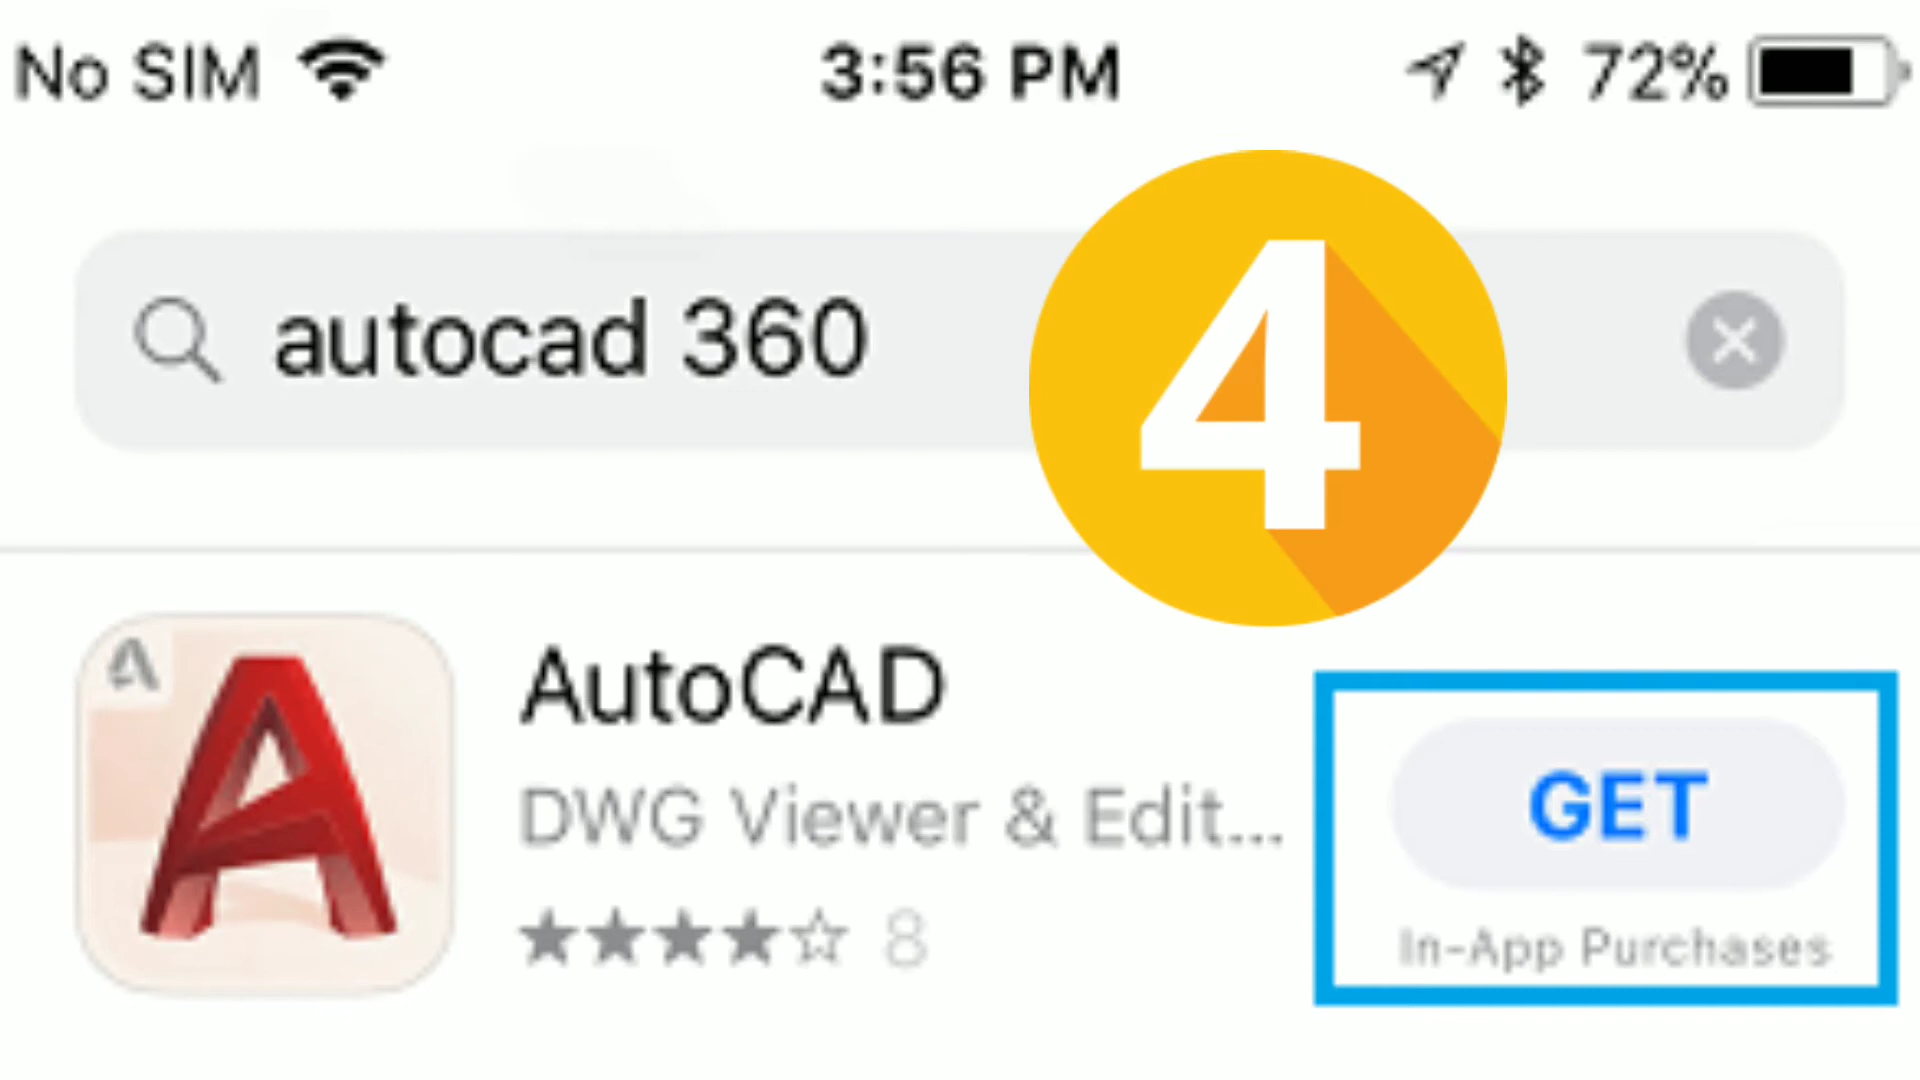 No SIM 3:56 PM 72%
autocad 360
4
AutoCAD
DWG Viewer & Edit...
GET
8
In-App Purchases